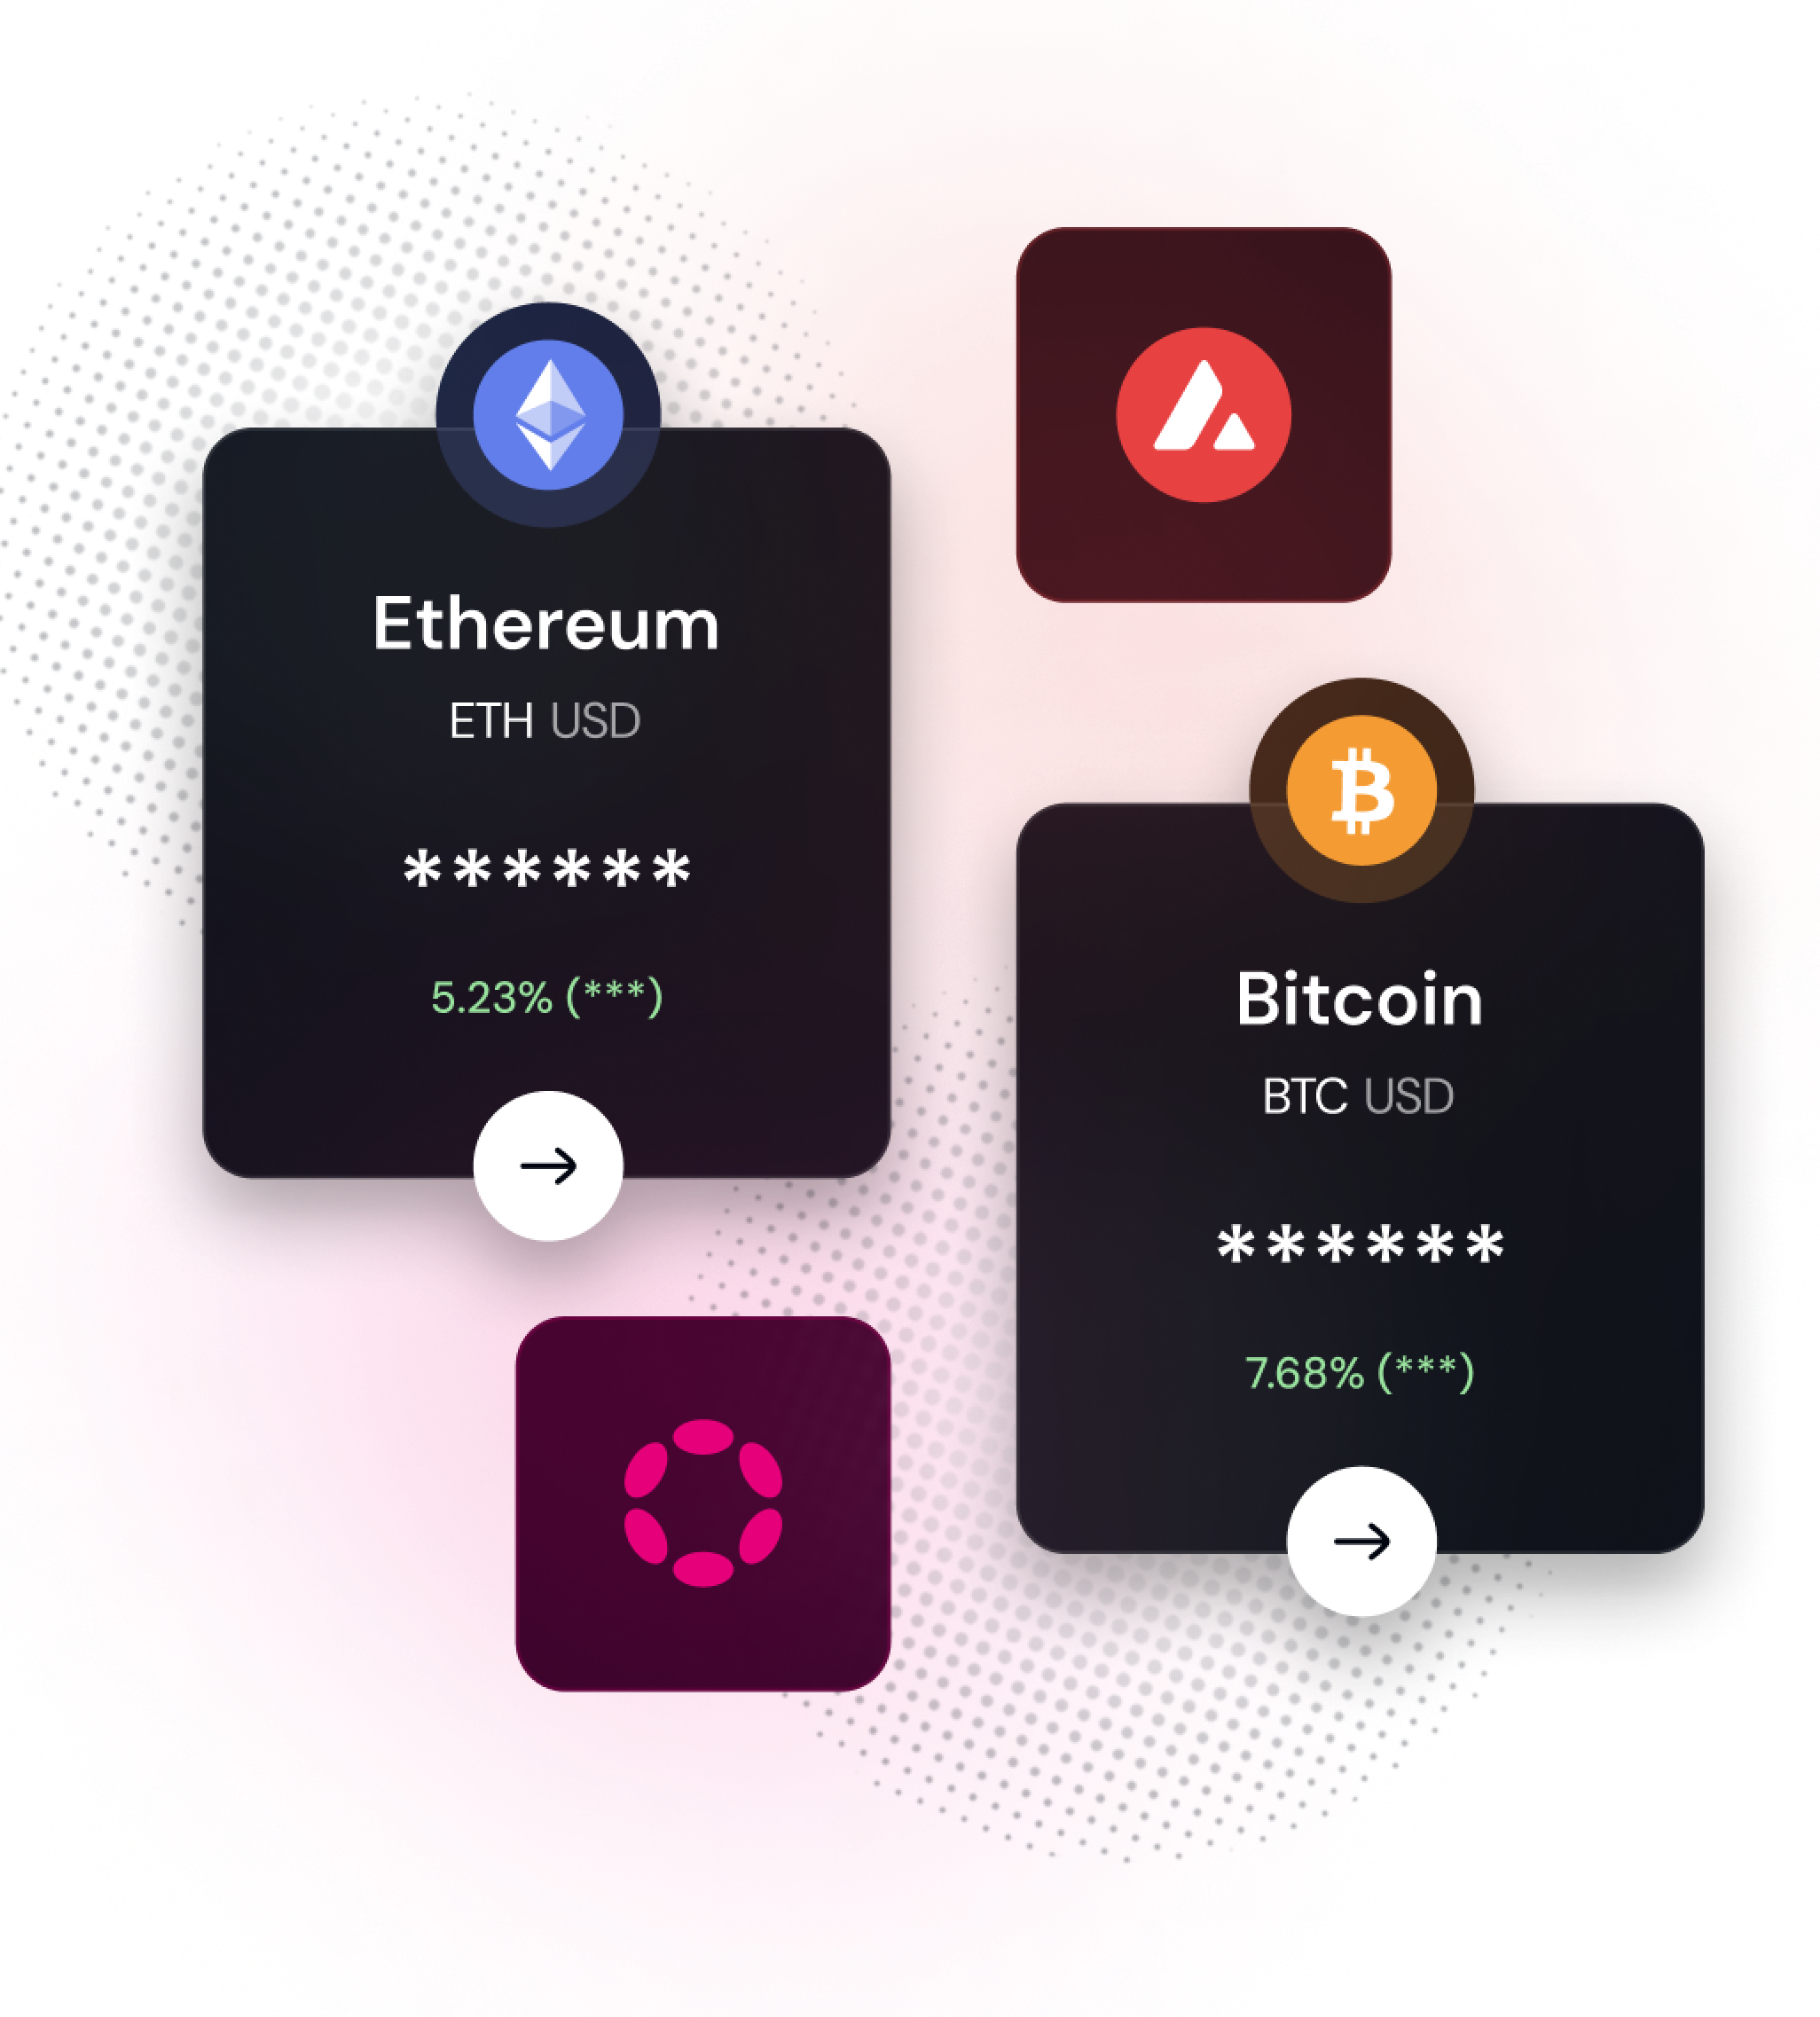 Ethereum
ETH USD
******
5.23% (***)
Bitcoin
BTC USD
******
7.68% (***)